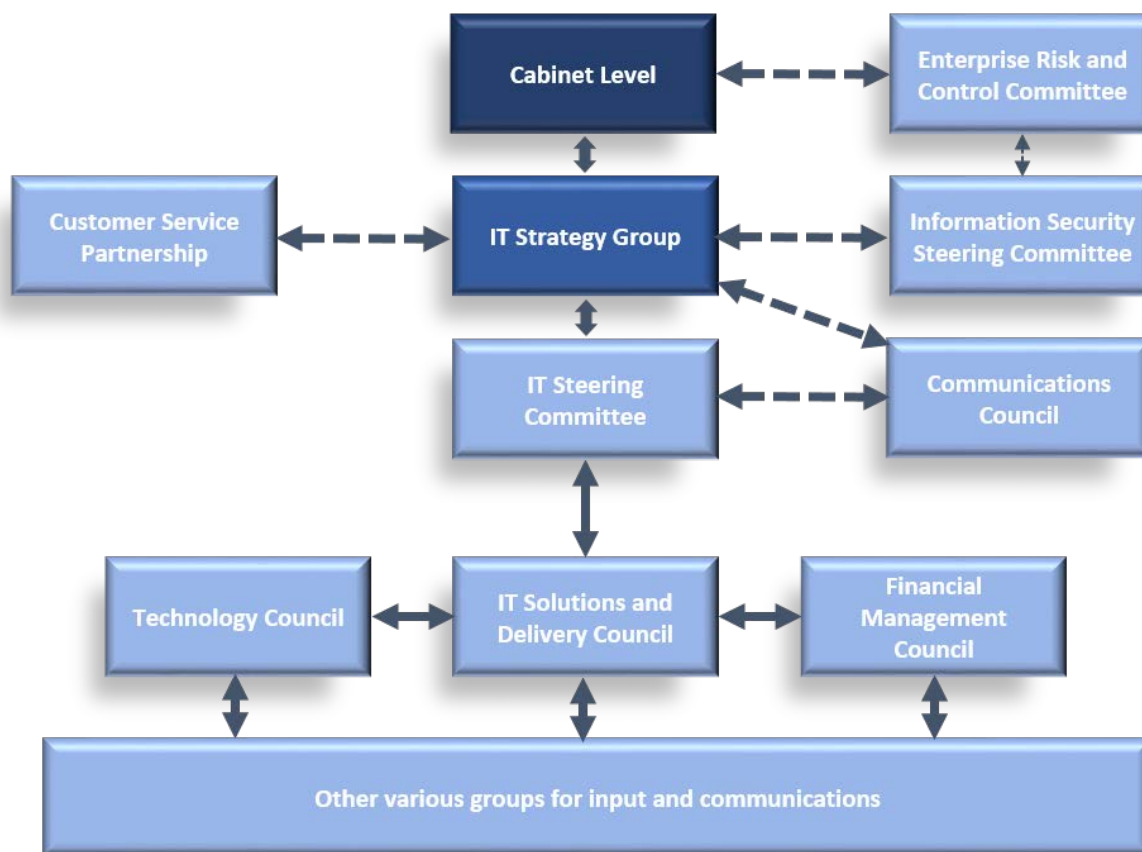 Cabinet Level
Enterprise Risk and
Control Committee
Customer Service
Partnership
IT Strategy Group
Information Security
Steering Committee
IT Steering
Committee
Communications
Council
Technology Council
IT Solutions and
Delivery Council
Financial
Management
Council
Other various groups for input and communications